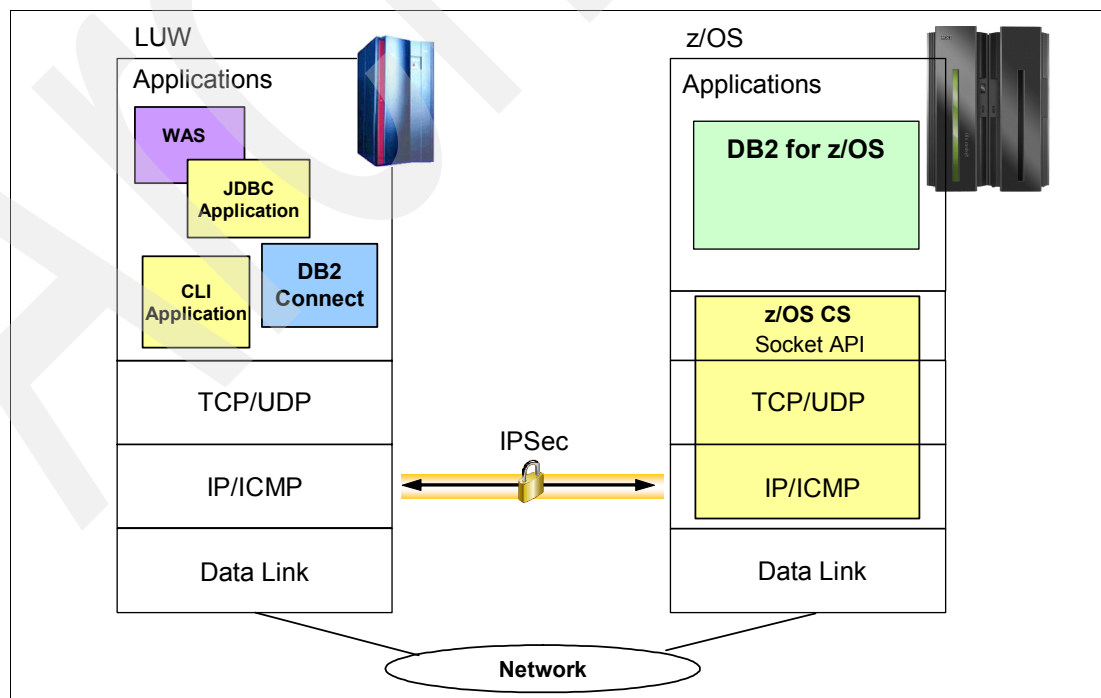 LUW
Applications
WAS
JDBC
Application
CLI
Application
DB2
Connect
TCP/UDP
IP/ICMP
Data Link
IPSec
z/OS
Applications
DB2 for z/OS
z/OS CS
Socket API
TCP/UDP
IP/ICMP
Data Link
Network